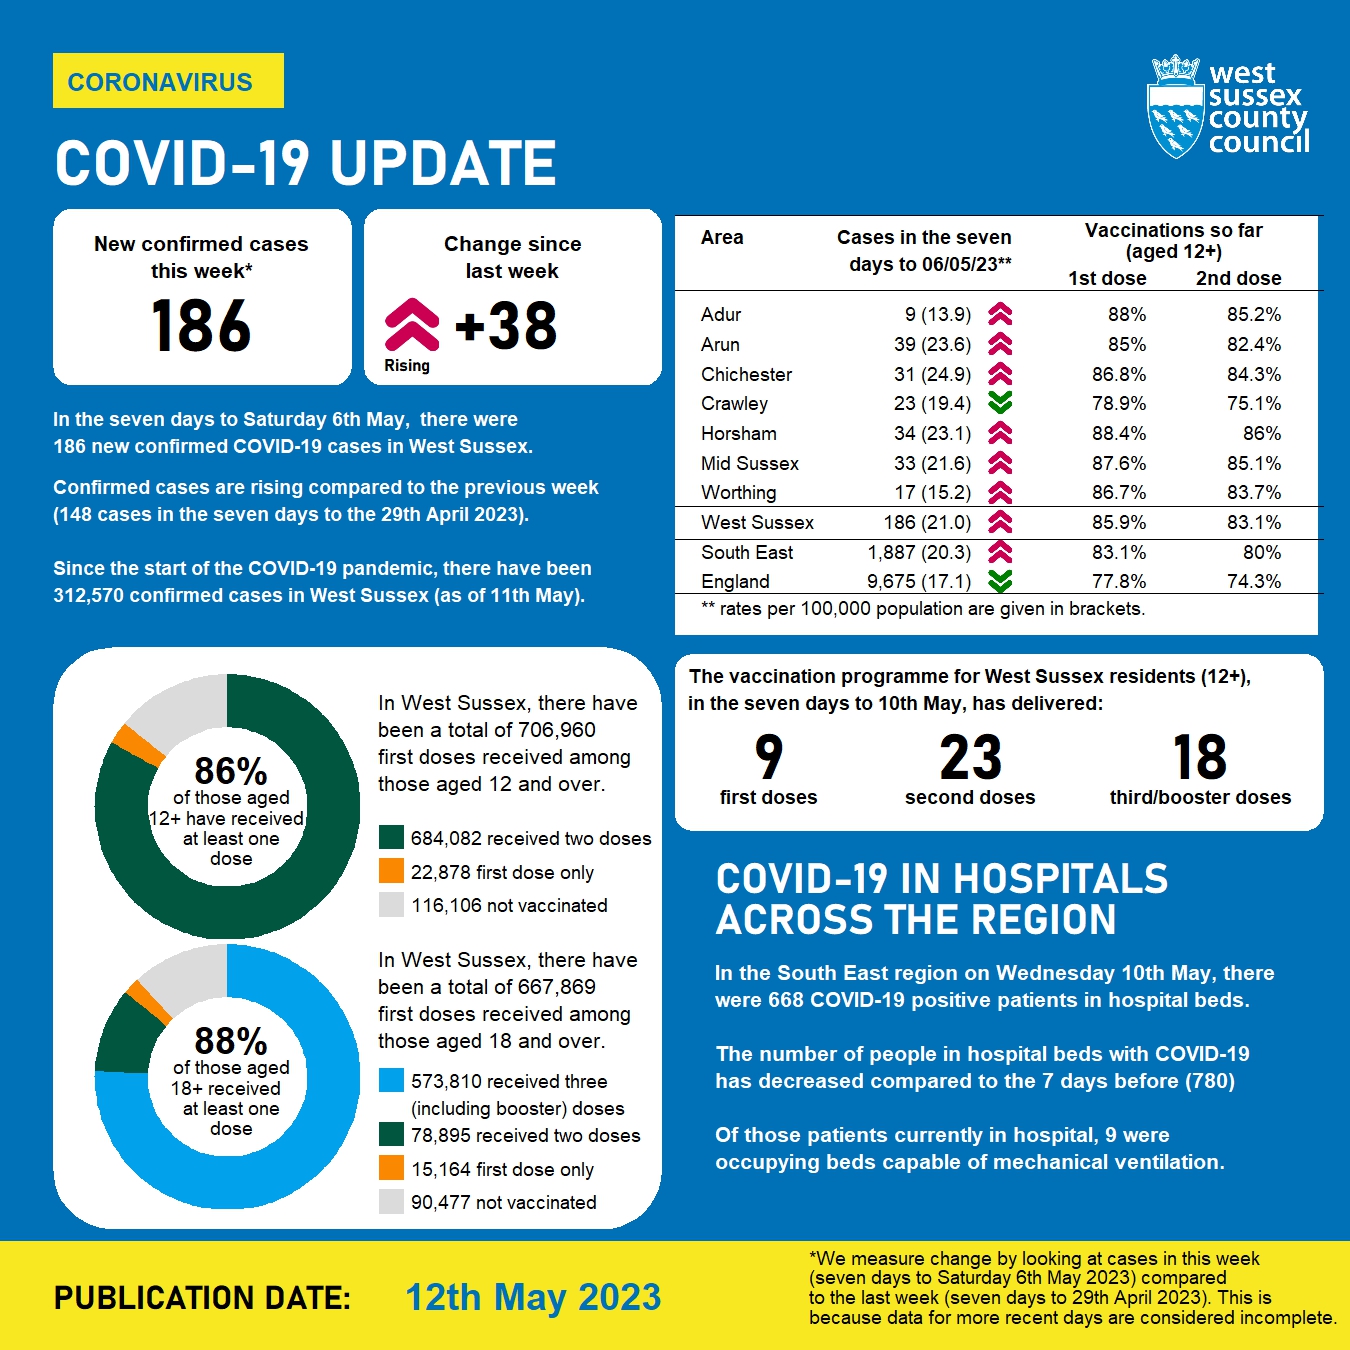 CORONAVIRUS
west
sussex
county
council
COVID-19 UPDATE
New confirmed cases
this week*
186
Change since
last week
+38
Rising
In the seven days to Saturday 6th May,  there were
186 new confirmed COVID-19 cases in West Sussex.
Confirmed cases are rising compared to the previous week
(148 cases in the seven days to the 29th April 2023).
Since the start of the COVID-19 pandemic, there have been
312,570 confirmed cases in West Sussex (as of 11th May).
Area Cases in the seven Vaccinations so far
days to 06/05/23** (aged 12+)
1st dose 2nd dose
Adur 9 (13.9) 88% 85.2%
Arun 39 (23.6) 85% 82.4%
Chichester 31 (24.9) 86.8% 84.3%
Crawley 23 (19.4) 78.9% 75.1%
Horsham 34 (23.1) 88.4% 86%
Mid Sussex 33 (21.6) 87.6% 85.1%
Worthing 17 (15.2) 86.7% 83.7%
West Sussex 186 (21.0) 85.9% 83.1%
South East 1,887 (20.3) 83.1% 80%
England 9,675 (17.1) 77.8% 74.3%
** rates per 100,000 population are given in brackets.
86%
of those aged
12+ have received
at least one
dose
In West Sussex, there have
been a total of 706,960
first doses received among
those aged 12 and over.
684,082 received two doses
22,878 first dose only
116,106 not vaccinated
88%
of those aged
18+ received
at least one
dose
In West Sussex, there have
been a total of 667,869
first doses received among
those aged 18 and over.
573,810 received three
(including booster) doses
78,895 received two doses
15,164 first dose only
90,477 not vaccinated
The vaccination programme for West Sussex residents (12+),
in the seven days to 10th May, has delivered:
9 23 18
first doses second doses third/booster doses
COVID-19 IN HOSPITALS
ACROSS THE REGION
In the South East region on Wednesday 10th May, there
were 668 COVID-19 positive patients in hospital beds.
The number of people in hospital beds with COVID-19
has decreased compared to the 7 days before (780)
Of those patients currently in hospital, 9 were
occupying beds capable of mechanical ventilation.
PUBLICATION DATE: 12th May 2023
*We measure change by looking at cases in this week
(seven days to Saturday 6th May 2023) compared
to the last week (seven days to 29th April 2023). This is
because data for more recent days are considered incomplete.